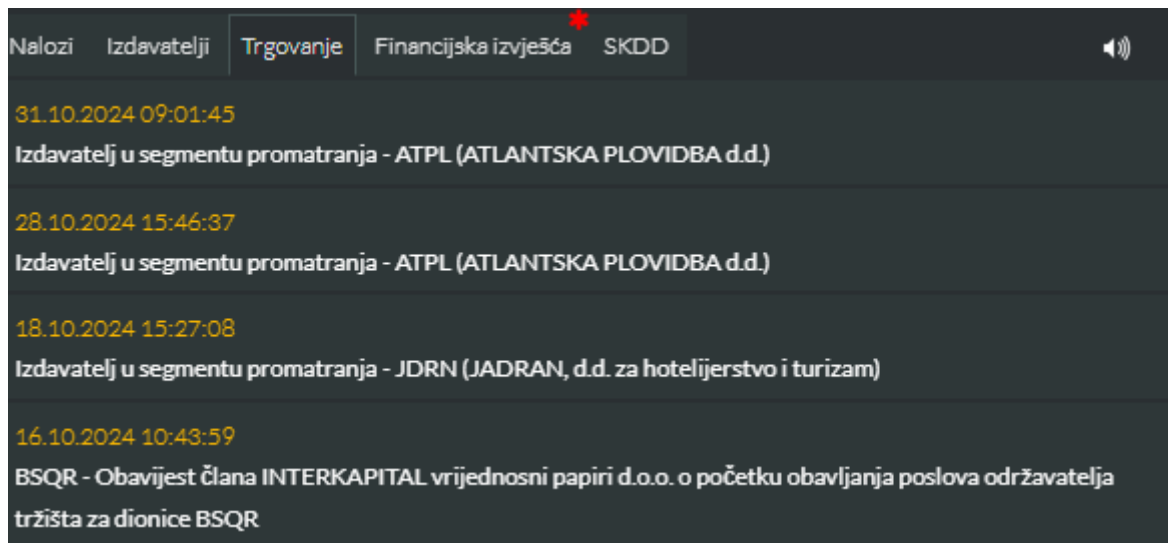 Nalozi Izdavatelji Trgovanje Financijska izvješća * SKDD
31.10.2024 09:01:45
Izdavatelj u segmentu promatranja - ATPL (ATLANTSKA PLOVIDBA d.d.)
28.10.2024 15:46:37
Izdavatelj u segmentu promatranja - ATPL (ATLANTSKA PLOVIDBA d.d.)
18.10.2024 15:27:08
Izdavatelj u segmentu promatranja - JDRN (JADRAN, d.d. za hotelijerstvo i turizam)
16.10.2024 10:43:59
BSQR - Obavijest člana INTERKAPITAL vrijednosni papiri d.o.o. o početku obavljanja poslova održavatelja
tržišta za dionice BSQR